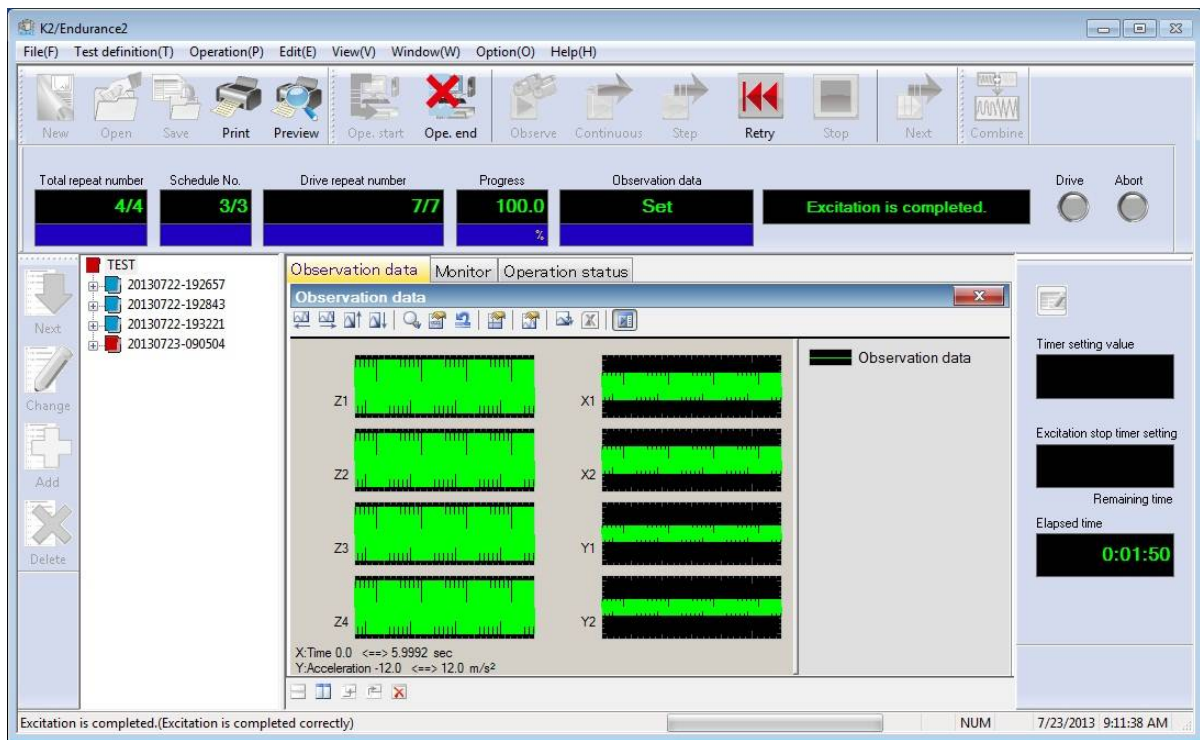 K2/Endurance2
File(F) Test definition(T) Operation(P) Edit(E) View(V) Window(W) Option(O) Help(H)
New Open Save Print Preview Ope. start Ope. end Observe Continuous Step Retry Stop Next Combine
Total repeat number Schedule No. Drive repeat number Progress Observation data Drive Abort
4/4 3/3 7/7 100.0 Set Excitation is completed.
%
Next
Change
Add
Delete
TEST
20130722-192657
20130722-192843
20130722-193221
20130723-090504
Observation data Monitor Operation status
Observation data
Observation data
Z1 X1
Z2 X2
Z3 Y1
Z4 Y2
X:Time 0.0 <==> 5.9992 sec
Y:Acceleration -12.0 <==> 12.0 m/s²
Timer setting value
Excitation stop timer setting
Remaining time
Elapsed time
0:01:50
Excitation is completed.(Excitation is completed correctly) NUM 7/23/2013 9:11:38 AM